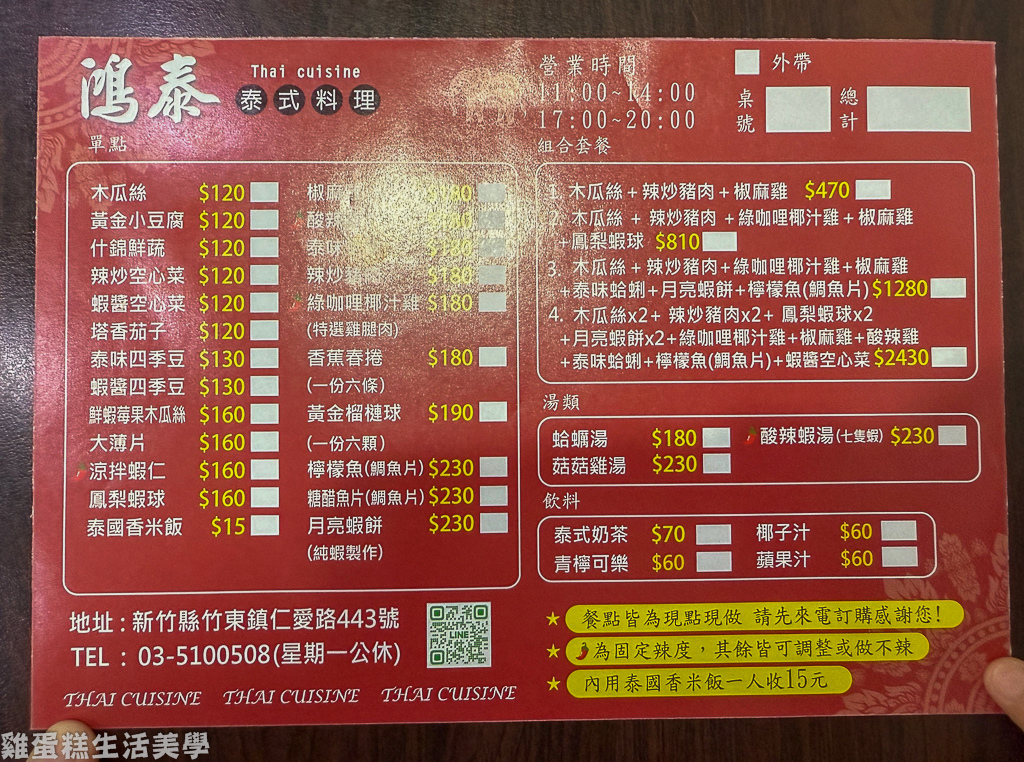 鴻泰
Thai cuisine
泰式料理
營業時間
11:00~14:00
17:00~20:00
外帶
桌號
總計
單點
木瓜絲 $120
黃金小豆腐 $120
什錦鮮蔬 $120
辣炒空心菜 $120
蝦醬空心菜 $120
塔香茄子 $120
泰味四季豆 $130
蝦醬四季豆 $130
鮮蝦莓果木瓜絲 $160
大薄片 $160
涼拌蝦仁 $160
鳳梨蝦球 $160
泰國香米飯 $15
椒麻 $180
酸辣
泰味 $180
辣炒 $180
綠咖哩椰汁雞 $180
(特選雞腿肉)
香蕉春捲 $180
(一份六條)
黃金榴槤球 $190
(一份六顆)
檸檬魚(鯛魚片) $230
糖醋魚片(鯛魚片) $230
月亮蝦餅 $230
(純蝦製作)
組合套餐
1. 木瓜絲+辣炒豬肉+椒麻雞 $470
2. 木瓜絲+辣炒豬肉+綠咖哩椰汁雞+椒麻雞
+鳳梨蝦球 $810
3. 木瓜絲+辣炒豬肉+綠咖哩椰汁雞+椒麻雞
+泰味蛤蜊+月亮蝦餅+檸檬魚(鯛魚片) $1280
4. 木瓜絲x2+辣炒豬肉x2+鳳梨蝦球x2
+月亮蝦餅x2+綠咖哩椰汁雞+椒麻雞+酸辣雞
+泰味蛤蜊+檸檬魚(鯛魚片)+蝦醬空心菜 $2430
湯類
蛤蠣湯 $180
菇菇雞湯 $230
酸辣蝦湯(七隻蝦) $230
飲料
泰式奶茶 $70
青檸可樂 $60
椰子汁 $60
蘋果汁 $60
地址:新竹縣竹東鎮仁愛路443號
TEL : 03-5100508(星期一公休)
LINE
THAI CUISINE THAI CUISINE THAI CUISINE
★ 餐點皆為現點現做 請先來電訂購感謝您!
★ 為固定辣度,其餘皆可調整或做不辣
★ 內用泰國香米飯一人收15元
雞蛋糕生活美學